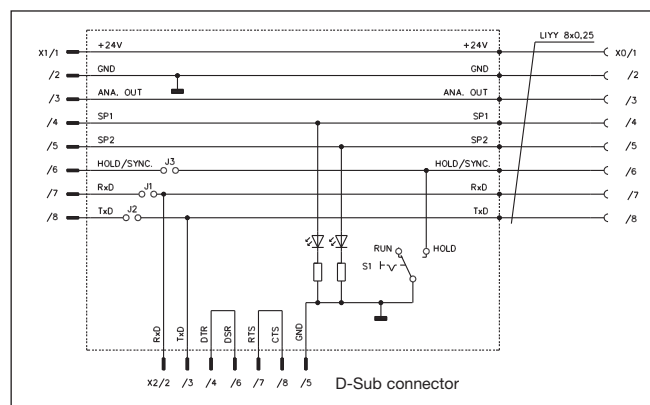 LIYY 8x0,25
X1/1 +24V +24V X0/1
/2 GND GND /2
/3 ANA. OUT ANA. OUT /3
/4 SP1 SP1 /4
/5 SP2 SP2 /5
/6 HOLD/SYNC. J3 HOLD/SYNC. /6
/7 RxD J1 RxD /7
/8 TxD J2 TxD /8
RUN HOLD
S1
RxD TxD DTR DSR RTS CTS GND
X2/2 /3 /4 /6 /7 /8 /5 D-Sub connector